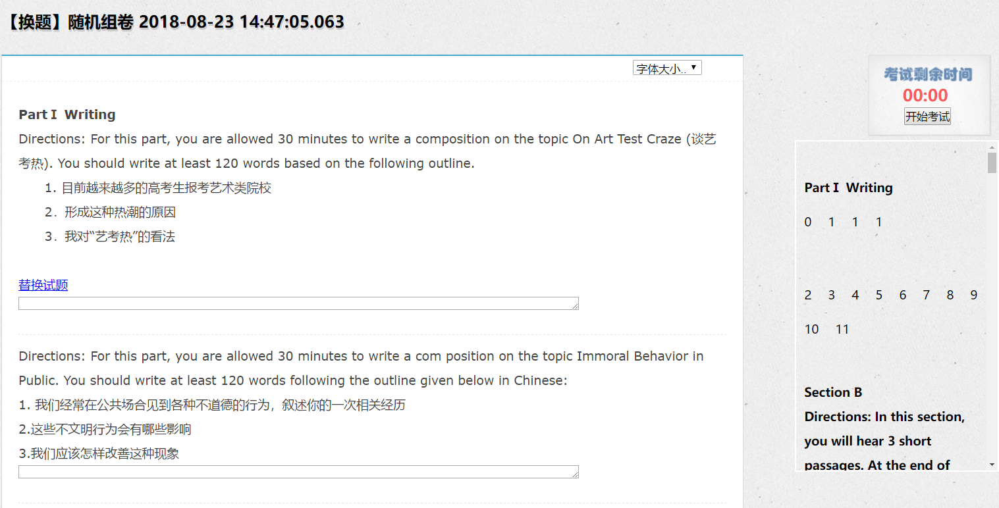 【换题】随机组卷 2018-08-23 14:47:05.063
字体大小..
考试剩余时间
00:00
开始考试
Part Ⅰ Writing
Directions: For this part, you are allowed 30 minutes to write a composition on the topic On Art Test Craze (谈艺
考热). You should write at least 120 words based on the following outline.
1. 目前越来越多的高考生报考艺术类院校
2. 形成这种热潮的原因
3. 我对“艺考热”的看法
替换试题
Directions: For this part, you are allowed 30 minutes to write a com position on the topic Immoral Behavior in
Public. You should write at least 120 words following the outline given below in Chinese:
1. 我们经常在公共场合见到各种不道德的行为，叙述你的一次相关经历
2.这些不文明行为会有哪些影响
3.我们应该怎样改善这种现象
Part Ⅰ Writing
0 1 1 1
2 3 4 5 6 7 8 9
10 11
Section B
Directions: In this section,
you will hear 3 short
passages. At the end of